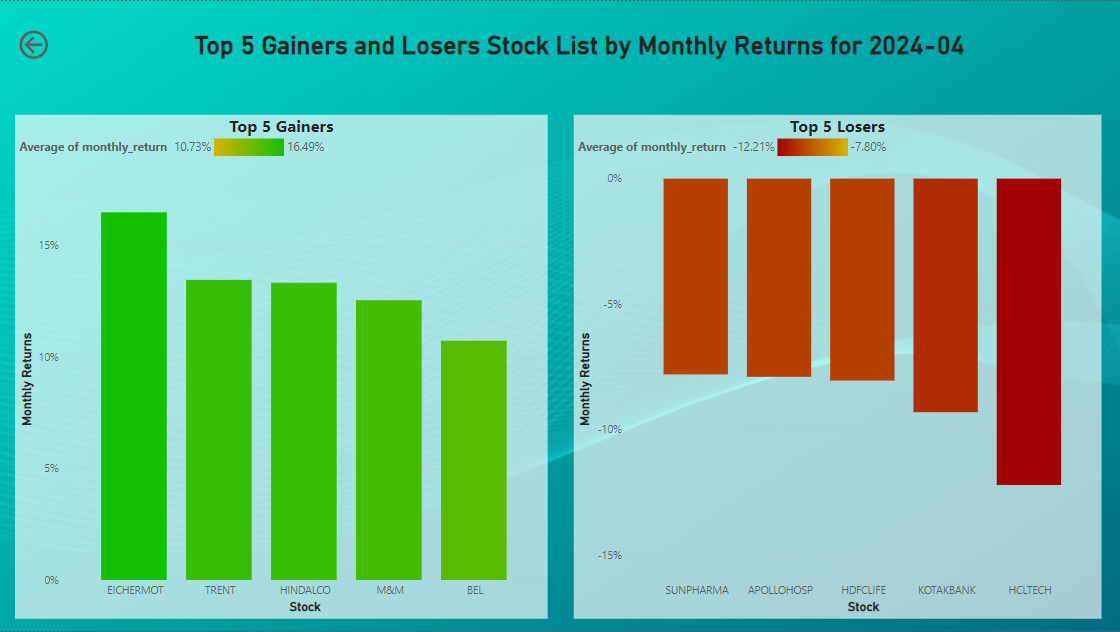 Top 5 Gainers and Losers Stock List by Monthly Returns for 2024-04
Top 5 Gainers
Average of monthly_return 10.73% 16.49%
Monthly Returns
15%
10%
5%
0%
EICHERMOT TRENT HINDALCO M&M BEL
Stock
Top 5 Losers
Average of monthly_return -12.21% -7.80%
Monthly Returns
0%
-5%
-10%
-15%
SUNPHARMA APOLLOHOSP HDFCLIFE KOTAKBANK HCLTECH
Stock